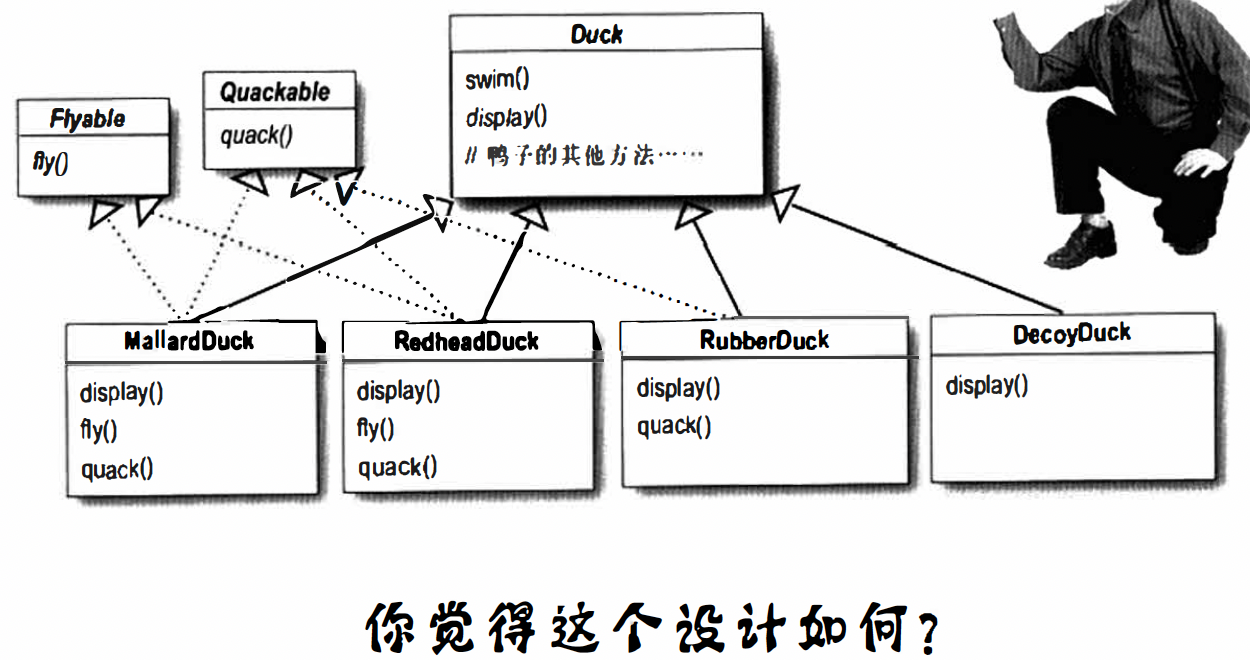 Duck
swim()
display()
// 鸭子的其他方法……
Quackable
quack()
Flyable
fly()
MallardDuck
display()
fly()
quack()
RedheadDuck
display()
fly()
quack()
RubberDuck
display()
quack()
DecoyDuck
display()
你觉得这个设计如何?